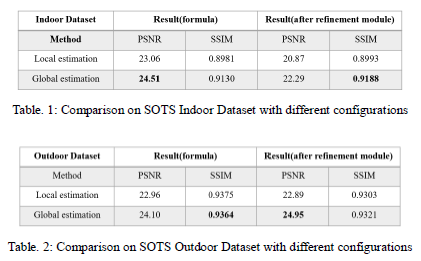 Indoor Dataset Result(formula) Result(after refinement module)
Method PSNR SSIM PSNR SSIM
Local estimation 23.06 0.8981 20.87 0.8993
Global estimation 24.51 0.9130 22.29 0.9188
Table. 1: Comparison on SOTS Indoor Dataset with different configurations
Outdoor Dataset Result(formula) Result(after refinement module)
Method PSNR SSIM PSNR SSIM
Local estimation 22.96 0.9375 22.89 0.9303
Global estimation 24.10 0.9364 24.95 0.9321
Table. 2: Comparison on SOTS Outdoor Dataset with different configurations